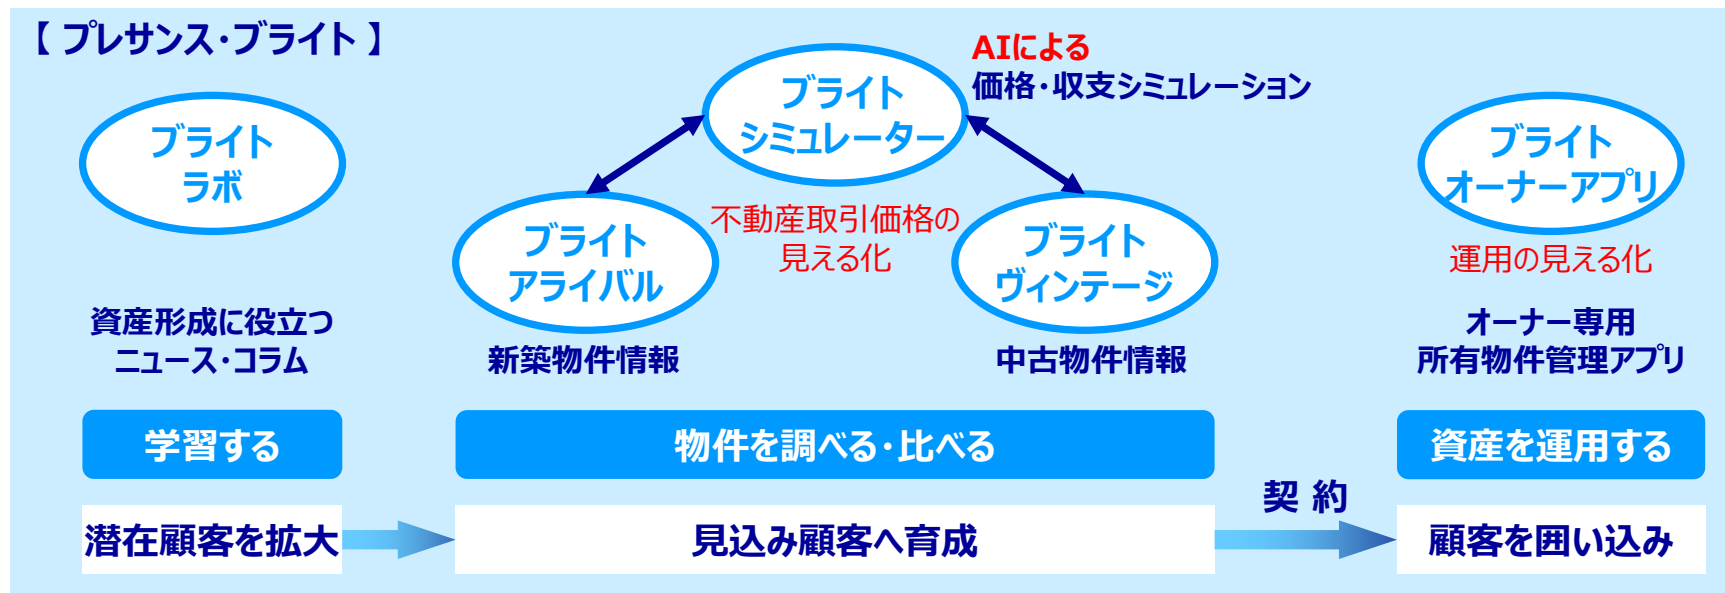 【 プレサンス・ブライト 】
ブライト
ラボ
資産形成に役立つ
ニュース・コラム
ブライト
シミュレーター
AIによる
価格・収支シミュレーション
ブライト
アライバル
新築物件情報
不動産取引価格の
見える化
ブライト
ヴィンテージ
中古物件情報
ブライト
オーナーアプリ
運用の見える化
オーナー専用
所有物件管理アプリ
学習する
物件を調べる・比べる
資産を運用する
潜在顧客を拡大
見込み顧客へ育成
契 約
顧客を囲い込み